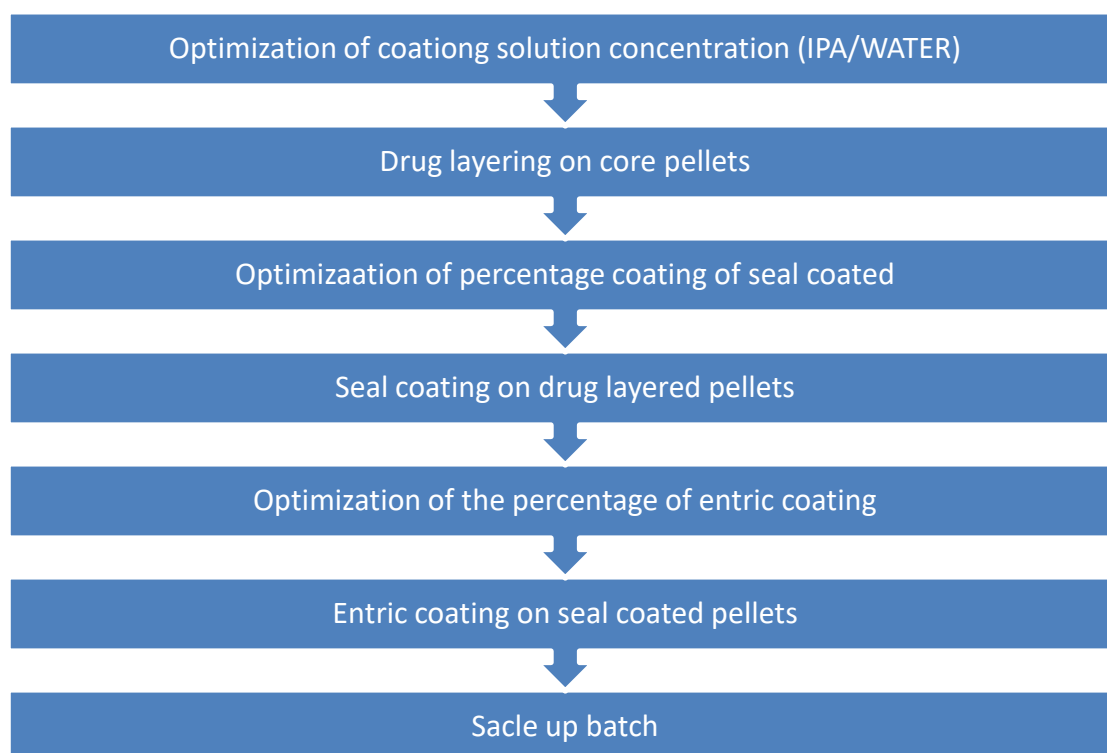 Optimization of coationg solution concentration (IPA/WATER)
Drug layering on core pellets
Optimizaation of percentage coating of seal coated
Seal coating on drug layered pellets
Optimization of the percentage of entric coating
Entric coating on seal coated pellets
Sacle up batch